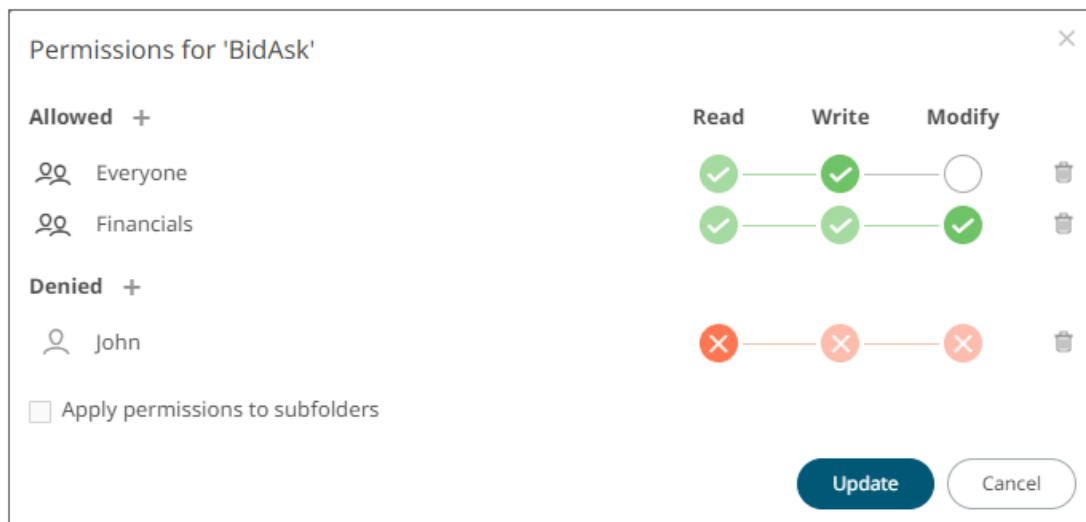 Permissions for 'BidAsk'
Allowed + Read Write Modify
Everyone
Financials
Denied +
John
Apply permissions to subfolders
Update Cancel